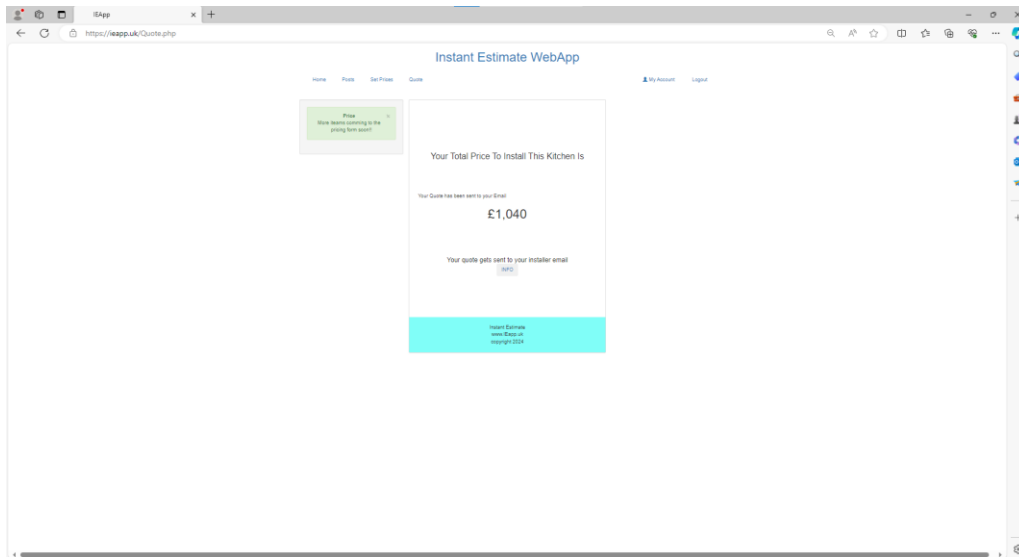 IEApp
https://ieapp.uk/Quote.php
Instant Estimate WebApp
Home Posts Set Prices Quote My Account Logout
Price ×
More iteams comming to the
pricing form soon!!
Your Total Price To Install This Kitchen Is
Your Quote has been sent to your Email
£1,040
Your quote gets sent to your installer email
INFO
Instant Estimate
www.IEapp.uk
copyright 2024